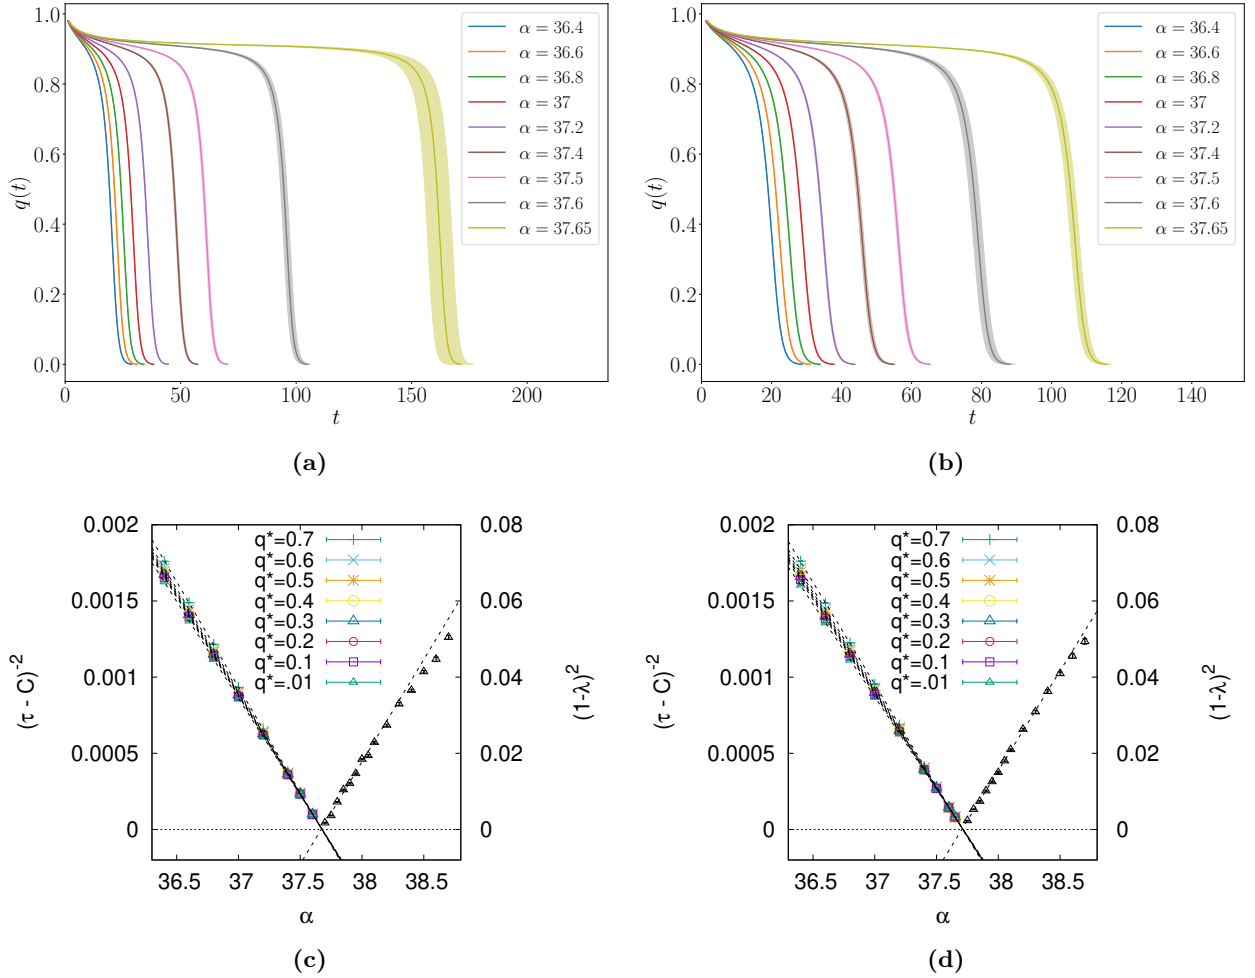 1.0
0.8
0.6
0.4
0.2
0.0
q(t)
0
50
100
150
200
t
α = 36.4
α = 36.6
α = 36.8
α = 37
α = 37.2
α = 37.4
α = 37.5
α = 37.6
α = 37.65
(a)
1.0
0.8
0.6
0.4
0.2
0.0
q(t)
0
20
40
60
80
100
120
140
t
α = 36.4
α = 36.6
α = 36.8
α = 37
α = 37.2
α = 37.4
α = 37.5
α = 37.6
α = 37.65
(b)
0.002
0.0015
0.001
0.0005
0
(τ - C)⁻²
q*=0.7
q*=0.6
q*=0.5
q*=0.4
q*=0.3
q*=0.2
q*=0.1
q*=.01
0.08
0.06
0.04
0.02
0
(1-λ)²
36.5
37
37.5
38
38.5
α
(c)
0.002
0.0015
0.001
0.0005
0
(τ - C)⁻²
q*=0.7
q*=0.6
q*=0.5
q*=0.4
q*=0.3
q*=0.2
q*=0.1
q*=.01
0.08
0.06
0.04
0.02
0
(1-λ)²
36.5
37
37.5
38
38.5
α
(d)